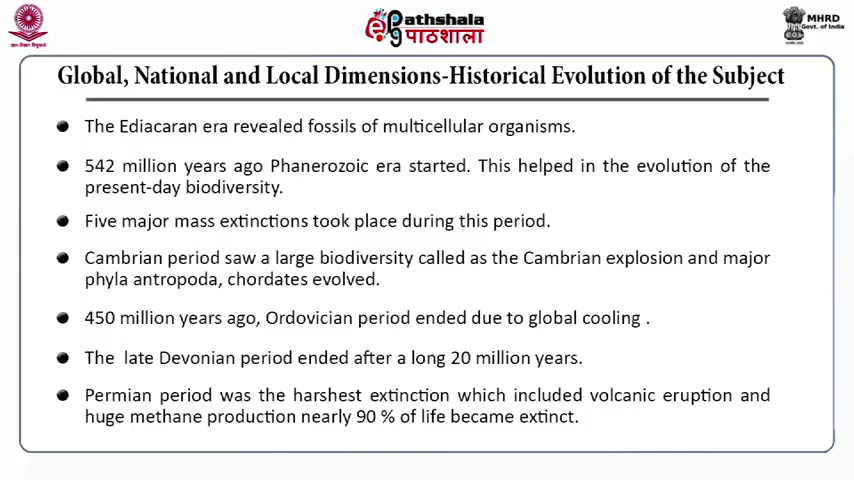 Pathshala
पाठशाला
MHRD
Govt. of India
Global, National and Local Dimensions-Historical Evolution of the Subject
The Ediacaran era revealed fossils of multicellular organisms.
542 million years ago Phanerozoic era started. This helped in the evolution of the
present-day biodiversity.
Five major mass extinctions took place during this period.
Cambrian period saw a large biodiversity called as the Cambrian explosion and major
phyla antropoda, chordates evolved.
450 million years ago, Ordovician period ended due to global cooling .
The late Devonian period ended after a long 20 million years.
Permian period was the harshest extinction which included volcanic eruption and
huge methane production nearly 90 % of life became extinct.